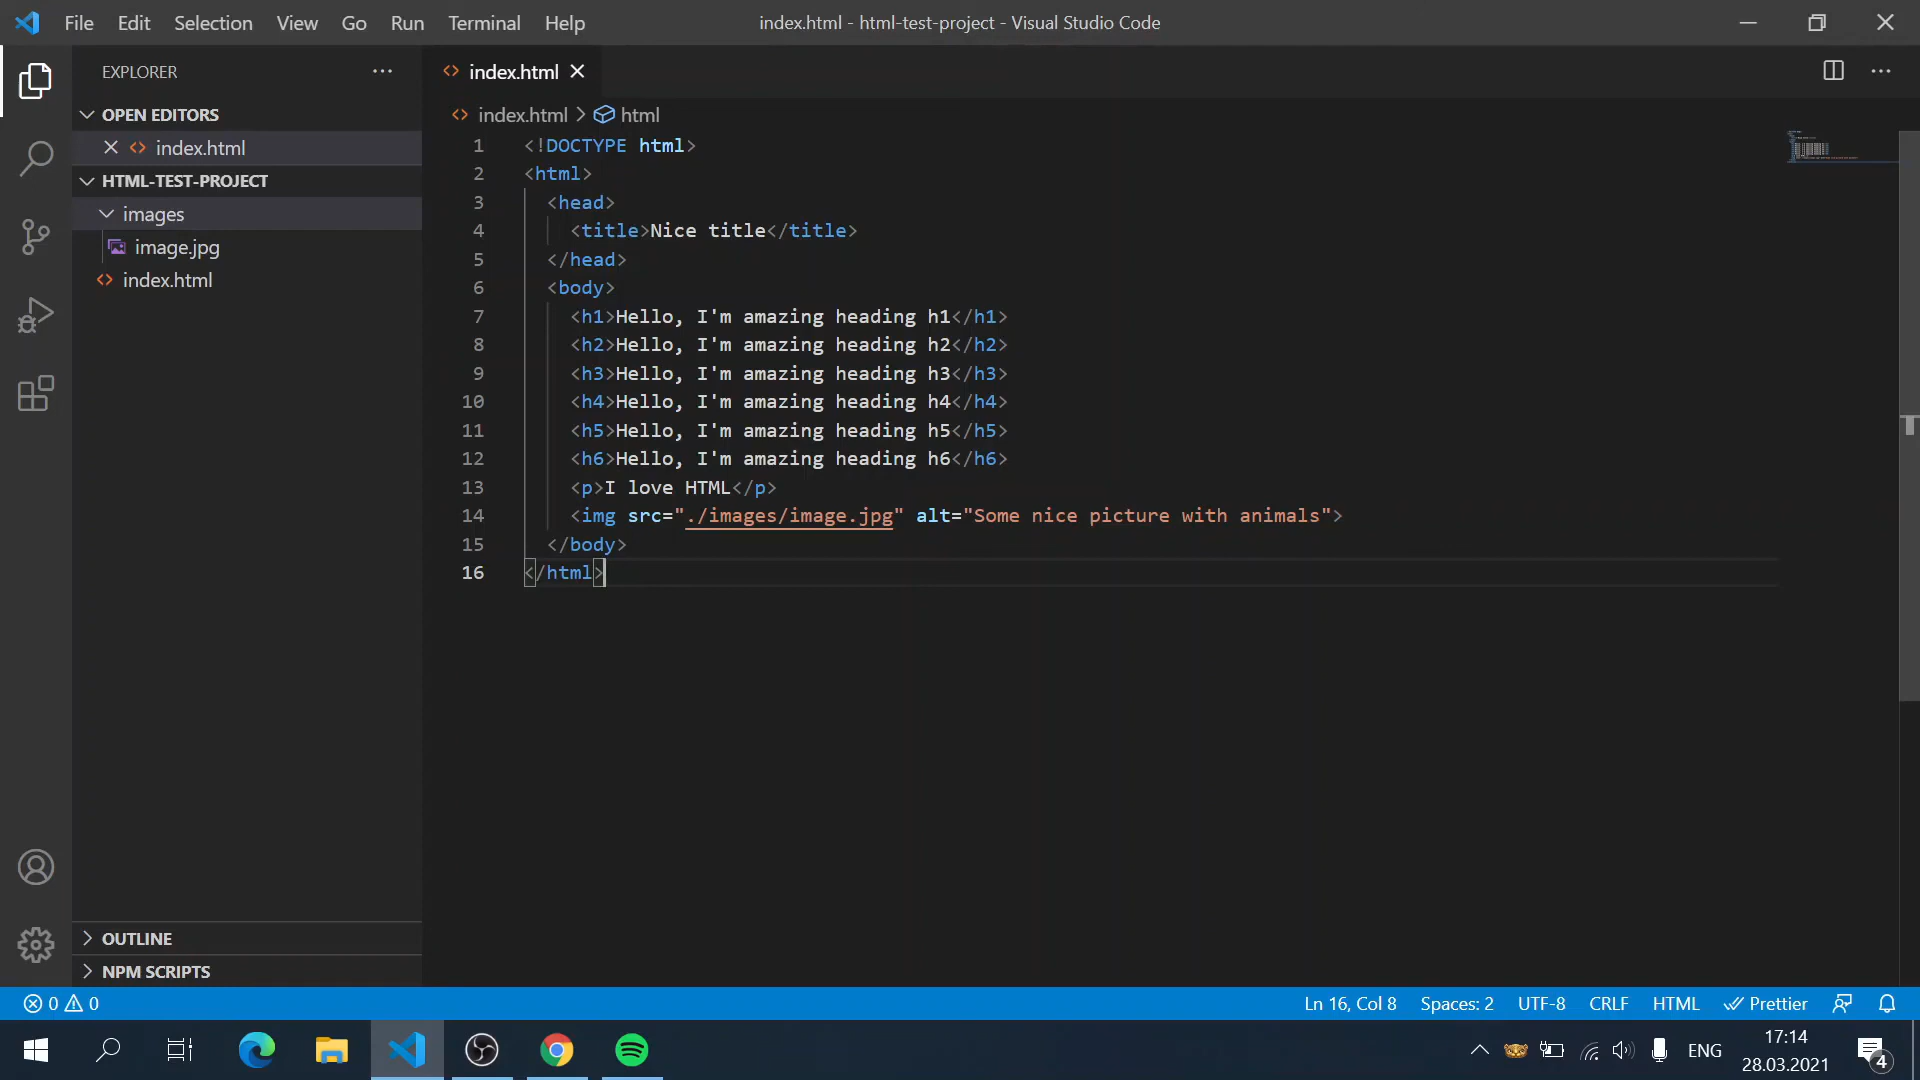 File Edit Selection View Go Run Terminal Help
index.html - html-test-project - Visual Studio Code
EXPLORER
OPEN EDITORS
index.html
HTML-TEST-PROJECT
images
image.jpg
index.html
OUTLINE
NPM SCRIPTS
index.html
index.html > html
1 <!DOCTYPE html>
2 <html>
3 <head>
4 <title>Nice title</title>
5 </head>
6 <body>
7 <h1>Hello, I'm amazing heading h1</h1>
8 <h2>Hello, I'm amazing heading h2</h2>
9 <h3>Hello, I'm amazing heading h3</h3>
10 <h4>Hello, I'm amazing heading h4</h4>
11 <h5>Hello, I'm amazing heading h5</h5>
12 <h6>Hello, I'm amazing heading h6</h6>
13 <p>I love HTML</p>
14 <img src="./images/image.jpg" alt="Some nice picture with animals">
15 </body>
16 </html>
0 0
Ln 16, Col 8 Spaces: 2 UTF-8 CRLF HTML Prettier
ENG
17:14
28.03.2021
4